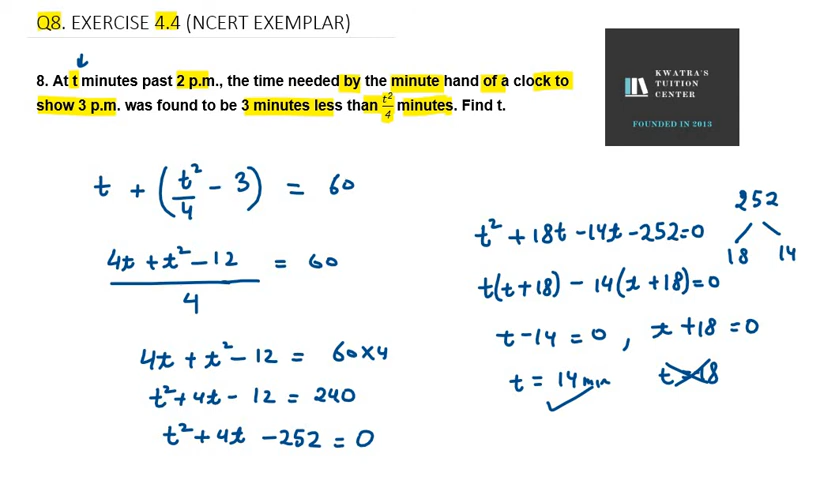 Q8. EXERCISE 4.4 (NCERT EXEMPLAR)
8. At t minutes past 2 p.m., the time needed by the minute hand of a clock to
show 3 p.m. was found to be 3 minutes less than t²/4 minutes. Find t.
KWATRA'S
TUITION
CENTER
FOUNDED IN 2013
t + (t²/4 - 3) = 60
(4t + t² - 12)/4 = 60
4t + t² - 12 = 60×4
t² + 4t - 12 = 240
t² + 4t - 252 = 0
252
18 14
t² + 18t - 14t - 252 = 0
t(t+18) - 14(t+18) = 0
t - 14 = 0, t + 18 = 0
t = 14 min t = -18